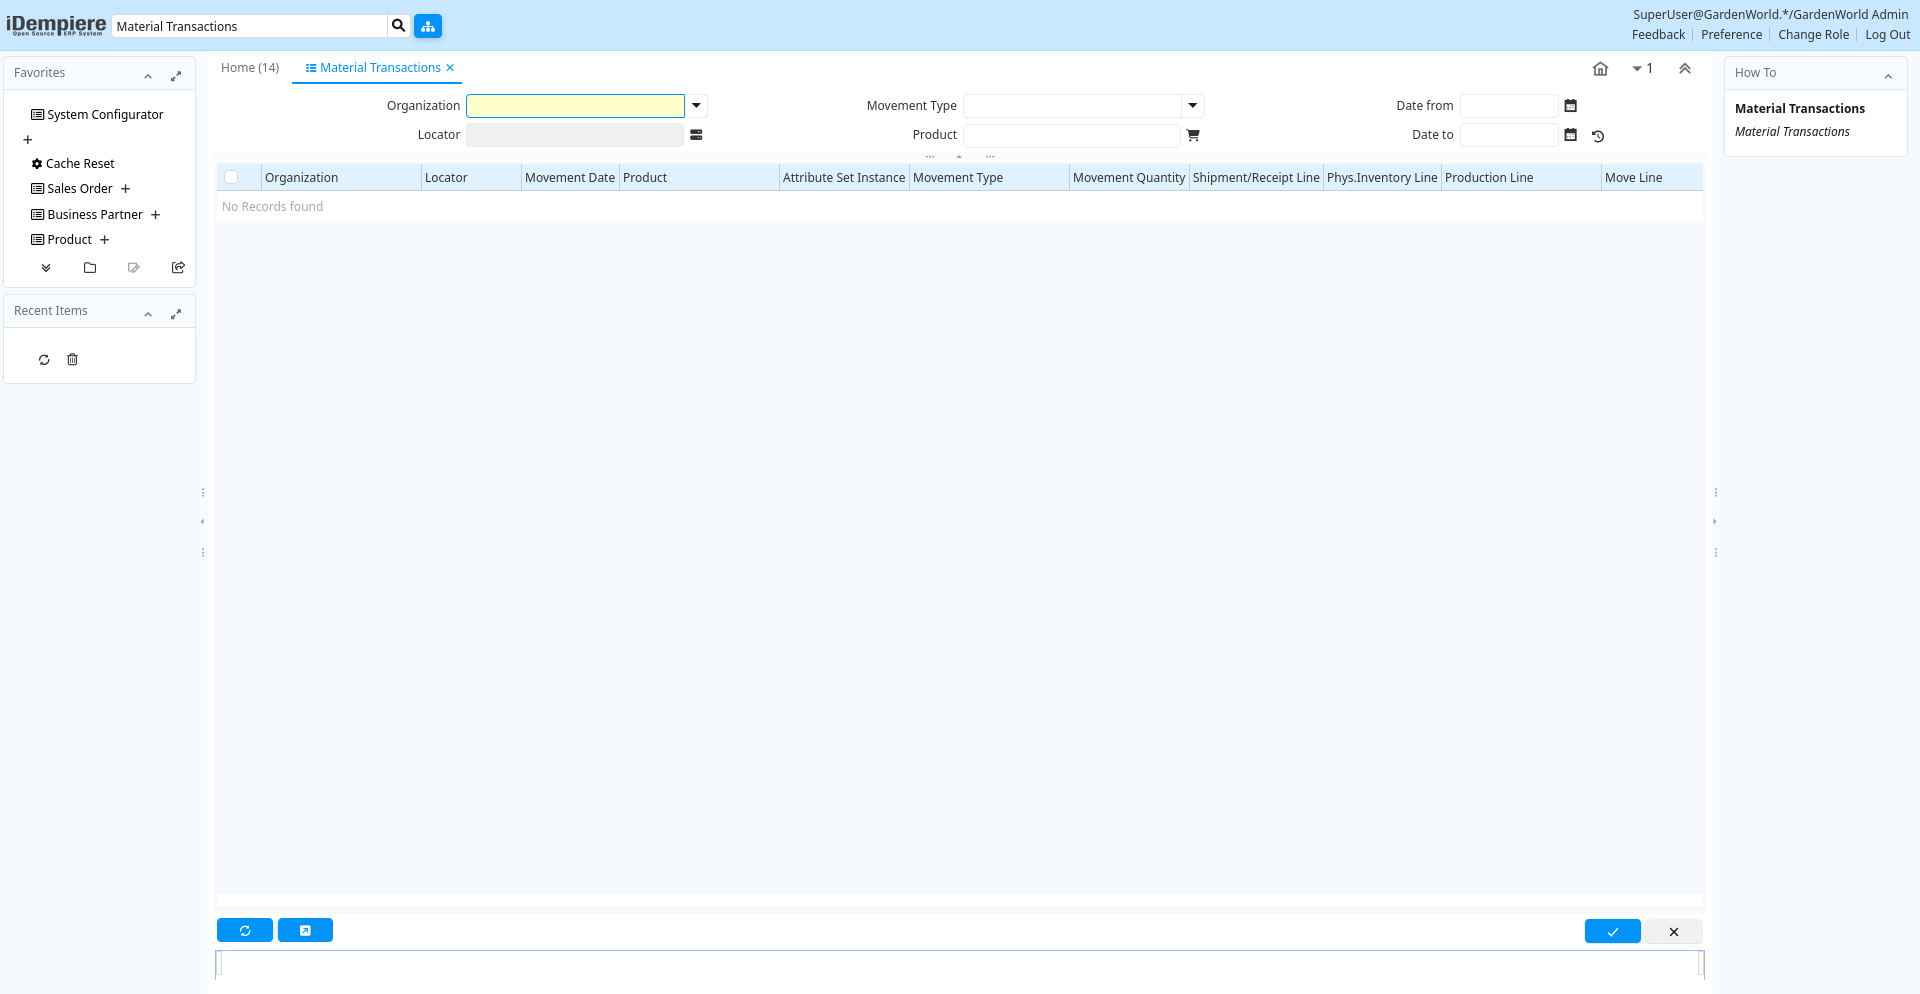 iDempiere
Open Source ERP System
Material Transactions
SuperUser@GardenWorld.*/GardenWorld Admin
Feedback Preference Change Role Log Out
Favorites
System Configurator
Cache Reset
Sales Order
Business Partner
Product
Recent Items
Home (14) Material Transactions
1
Organization Movement Type Date from
Locator Product Date to
Organization Locator Movement Date Product Attribute Set Instance Movement Type Movement Quantity Shipment/Receipt Line Phys.Inventory Line Production Line Move Line
No Records found
How To
Material Transactions
Material Transactions